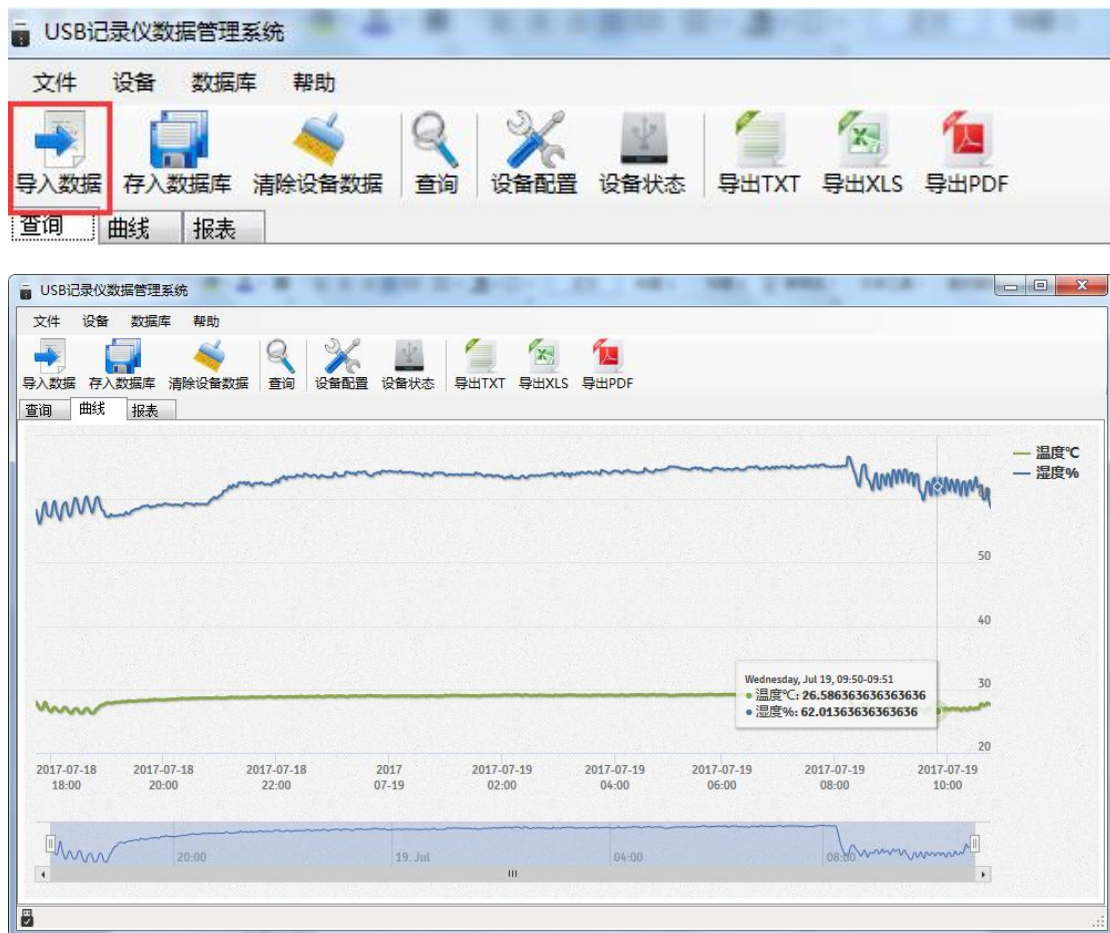 USB记录仪数据管理系统
文件 设备 数据库 帮助
导入数据 存入数据库 清除设备数据 查询 设备配置 设备状态 导出TXT 导出XLS 导出PDF
查询 曲线 报表
USB记录仪数据管理系统
文件 设备 数据库 帮助
导入数据 存入数据库 清除设备数据 查询 设备配置 设备状态 导出TXT 导出XLS 导出PDF
查询 曲线 报表
温度℃
湿度%
60
50
40
30
20
Wednesday, Jul 19, 09:50-09:51
温度℃: 26.586363636363636
湿度%: 62.01363636363636
2017-07-18 2017-07-18 2017-07-18 2017 2017-07-19 2017-07-19 2017-07-19 2017-07-19 2017-07-19
18:00 20:00 22:00 07-19 02:00 04:00 06:00 08:00 10:00
20:00 19. Jul 04:00 08:00